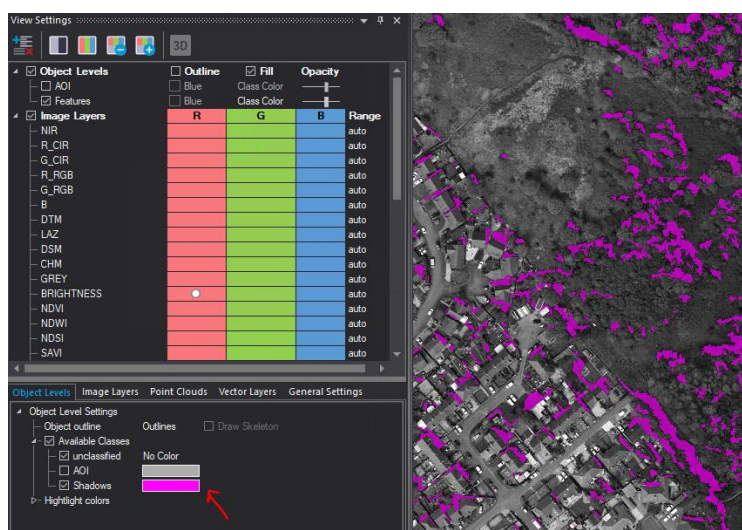 View Settings
3D
Object Levels Outline Fill Opacity
AOI Blue Class Color
Features Blue Class Color
Image Layers R G B Range
NIR auto
R_CIR auto
G_CIR auto
R_RGB auto
G_RGB auto
B auto
DTM auto
LAZ auto
DSM auto
CHM auto
GREY auto
BRIGHTNESS auto
NDVI auto
NDWI auto
NDSI auto
SAVI auto
Object Levels Image Layers Point Clouds Vector Layers General Settings
Object Level Settings
Object outline Outlines Draw Skeleton
Available Classes
unclassified No Color
AOI
Shadows
Hightlight colors